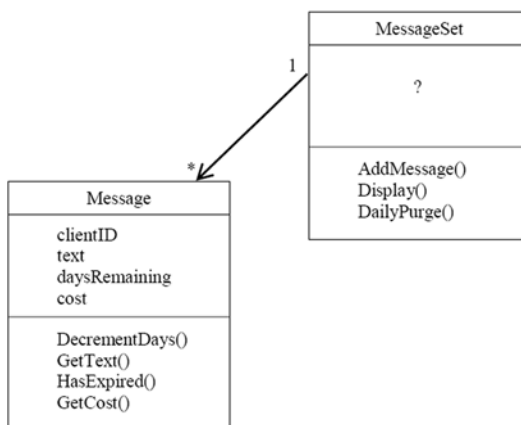 MessageSet
?
AddMessage()
Display()
DailyPurge()
1
*
Message
clientID
text
daysRemaining
cost
DecrementDays()
GetText()
HasExpired()
GetCost()